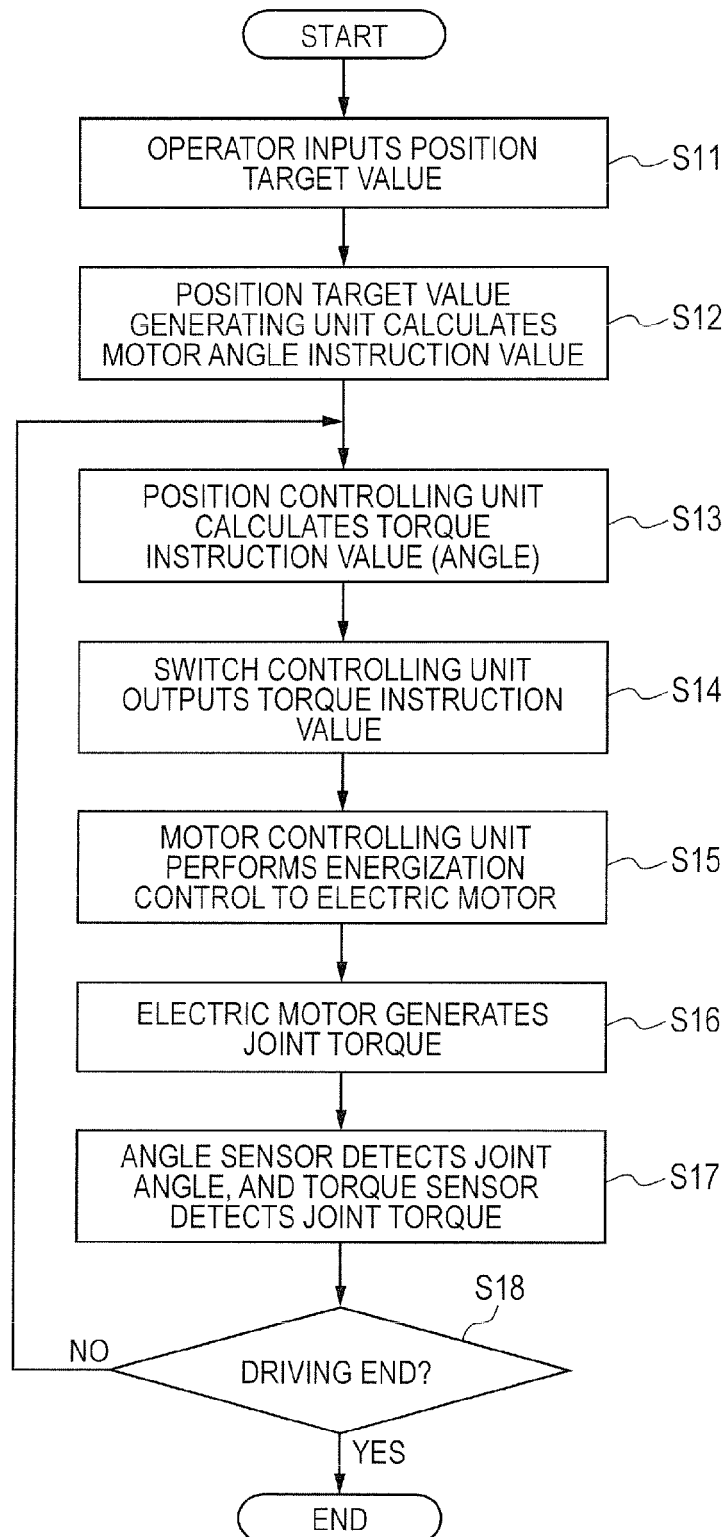 START
OPERATOR INPUTS POSITION
TARGET VALUE
S11
POSITION TARGET VALUE
GENERATING UNIT CALCULATES
MOTOR ANGLE INSTRUCTION VALUE
S12
POSITION CONTROLLING UNIT
CALCULATES TORQUE
INSTRUCTION VALUE (ANGLE)
S13
SWITCH CONTROLLING UNIT
OUTPUTS TORQUE INSTRUCTION
VALUE
S14
MOTOR CONTROLLING UNIT
PERFORMS ENERGIZATION
CONTROL TO ELECTRIC MOTOR
S15
ELECTRIC MOTOR GENERATES
JOINT TORQUE
S16
ANGLE SENSOR DETECTS JOINT
ANGLE, AND TORQUE SENSOR
DETECTS JOINT TORQUE
S17
S18
NO
DRIVING END?
YES
END